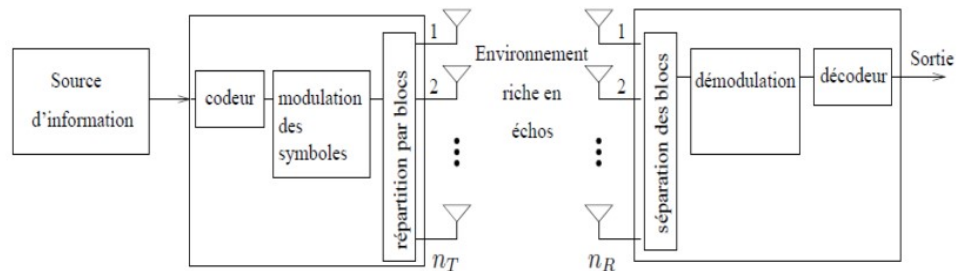 Source
d'information
codeur
modulation
des
symboles
répartition par blocs
1
2
n_T
Environnement
riche en
échos
1
2
n_R
séparation des blocs
démodulation
décodeur
Sortie